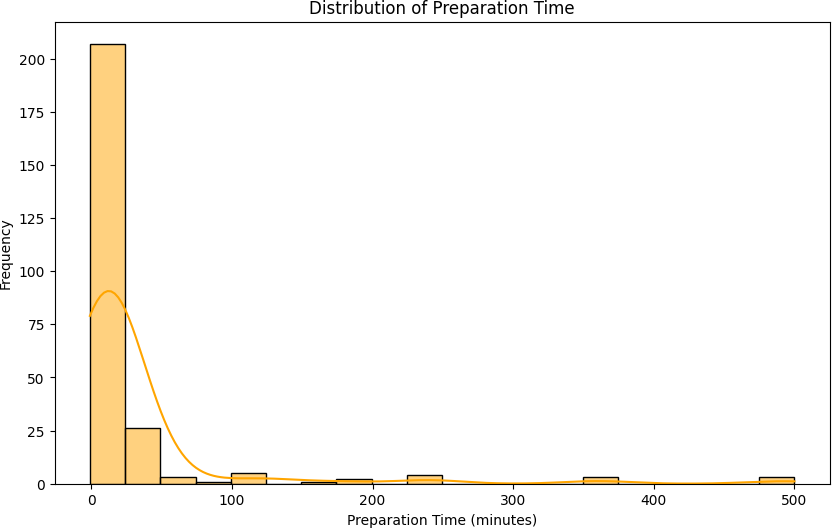 Distribution of Preparation Time
Frequency
200
175
150
125
100
75
50
25
0
0 100 200 300 400 500
Preparation Time (minutes)